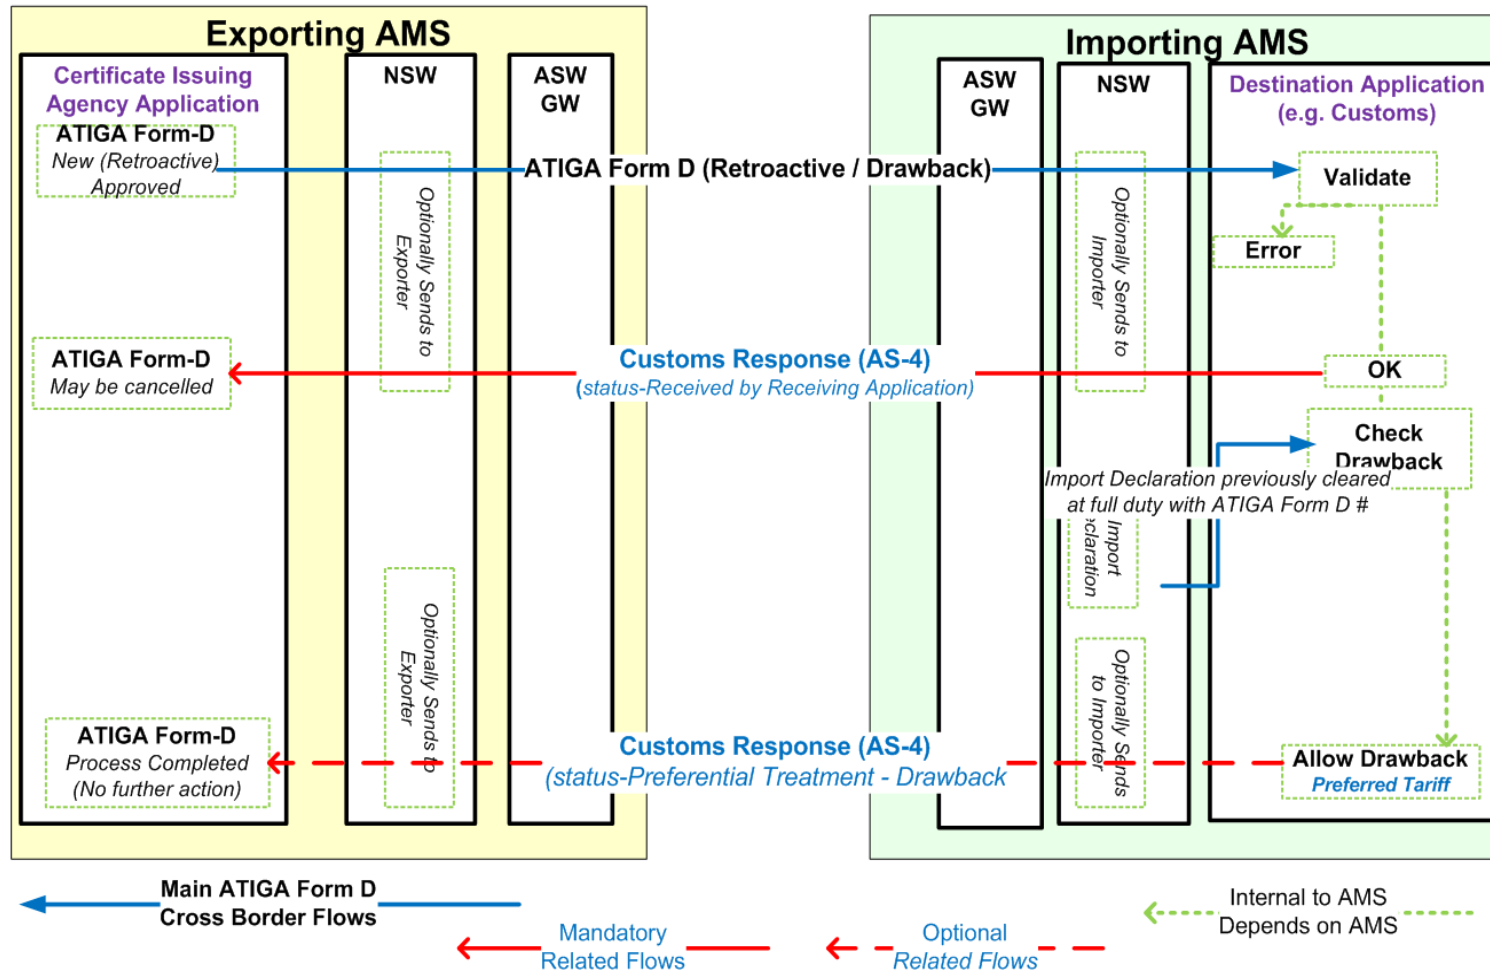 Exporting AMS
Certificate Issuing
Agency Application
NSW
ASW
GW
ATIGA Form-D
New (Retroactive)
Approved
Optionally Sends to
Exporter
ATIGA Form D (Retroactive / Drawback)
Importing AMS
ASW
GW
NSW
Destination Application
(e.g. Customs)
Optionally Sends to
Importer
Validate
Error
ATIGA Form-D
May be cancelled
Customs Response (AS-4)
(status-Received by Receiving Application)
OK
Check
Drawback
Import Declaration previously cleared
at full duty with ATIGA Form D #
Import
eclaration
Optionally Sends to
Exporter
Optionally Sends
to Importer
ATIGA Form-D
Process Completed
(No further action)
Customs Response (AS-4)
(status-Preferential Treatment - Drawback
Allow Drawback
Preferred Tariff
Main ATIGA Form D
Cross Border Flows
Mandatory
Related Flows
Optional
Related Flows
Internal to AMS
Depends on AMS